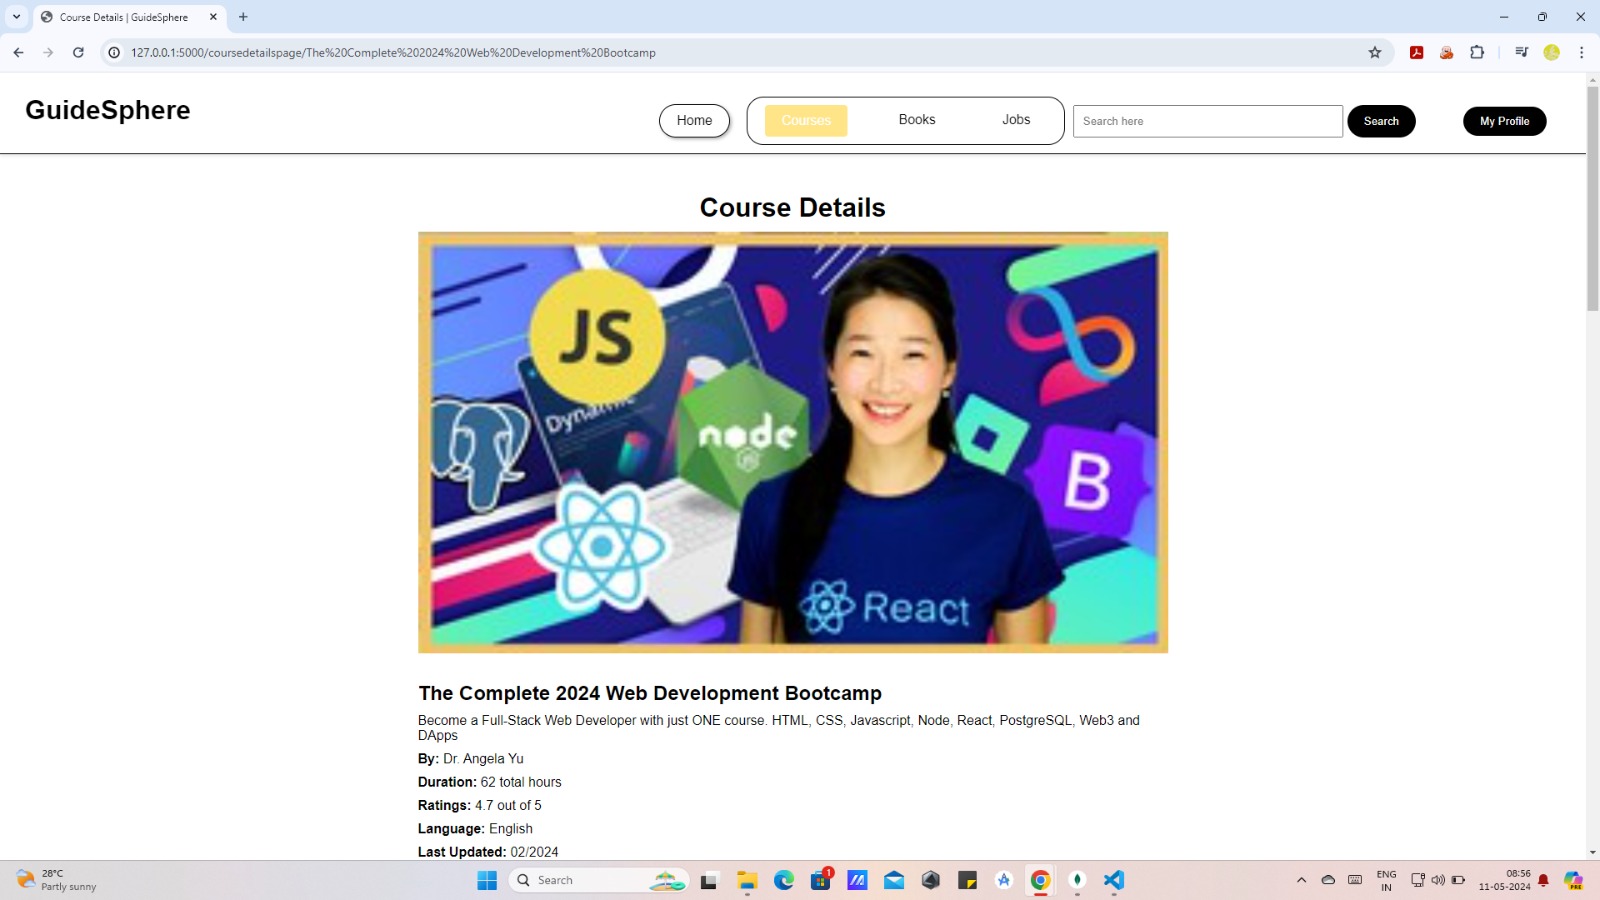 Course Details | GuideSphere
127.0.0.1:5000/coursedetailspage/The%20Complete%202024%20Web%20Development%20Bootcamp
GuideSphere
Home
Courses
Books
Jobs
Search here
Search
My Profile
Course Details
JS
Dynamic
node
JS
B
React
The Complete 2024 Web Development Bootcamp
Become a Full-Stack Web Developer with just ONE course. HTML, CSS, Javascript, Node, React, PostgreSQL, Web3 and
DApps
By: Dr. Angela Yu
Duration: 62 total hours
Ratings: 4.7 out of 5
Language: English
Last Updated: 02/2024
28°C
Partly sunny
Search
1
ENG
IN
08:56
11-05-2024
PRE